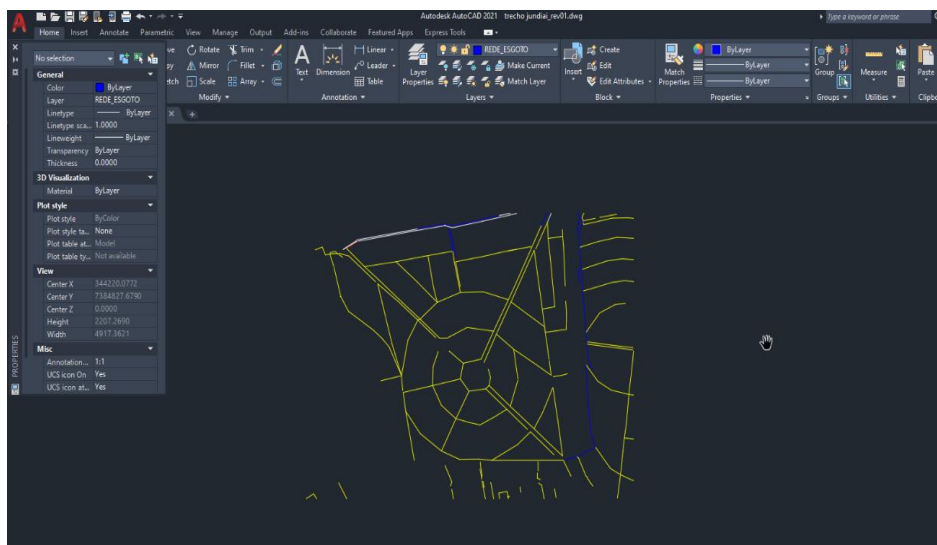 Autodesk AutoCAD 2021 trecho jundiai_rev01.dwg
Type a keyword or phrase
Home Insert Annotate Parametric View Manage Output Add-ins Collaborate Featured Apps Express Tools
No selection
Rotate Trim
Mirror Fillet
Scale Array
Modify
Text Dimension
Linear
Leader
Table
Annotation
Layer
Properties
REDE_ESGOTO
Make Current
Match Layer
Layers
Insert
Create
Edit
Edit Attributes
Block
Match
Properties
ByLayer
ByLayer
ByLayer
Properties
Group
Groups
Measure
Utilities
Paste
General
Color ByLayer
Layer REDE_ESGOTO
Linetype ByLayer
Linetype sca... 1.0000
Lineweight ByLayer
Transparency ByLayer
Thickness 0.0000
3D Visualization
Material ByLayer
Plot style
Plot style ByColor
Plot style ta... None
Plot table at... Model
Plot table ty... Not available
View
Center X 344220.0772
Center Y 7384827.6790
Center Z 0.0000
Height 2207.2690
Width 4917.3621
Misc
Annotation... 1:1
UCS icon On Yes
UCS icon at... Yes
PROPERTIES